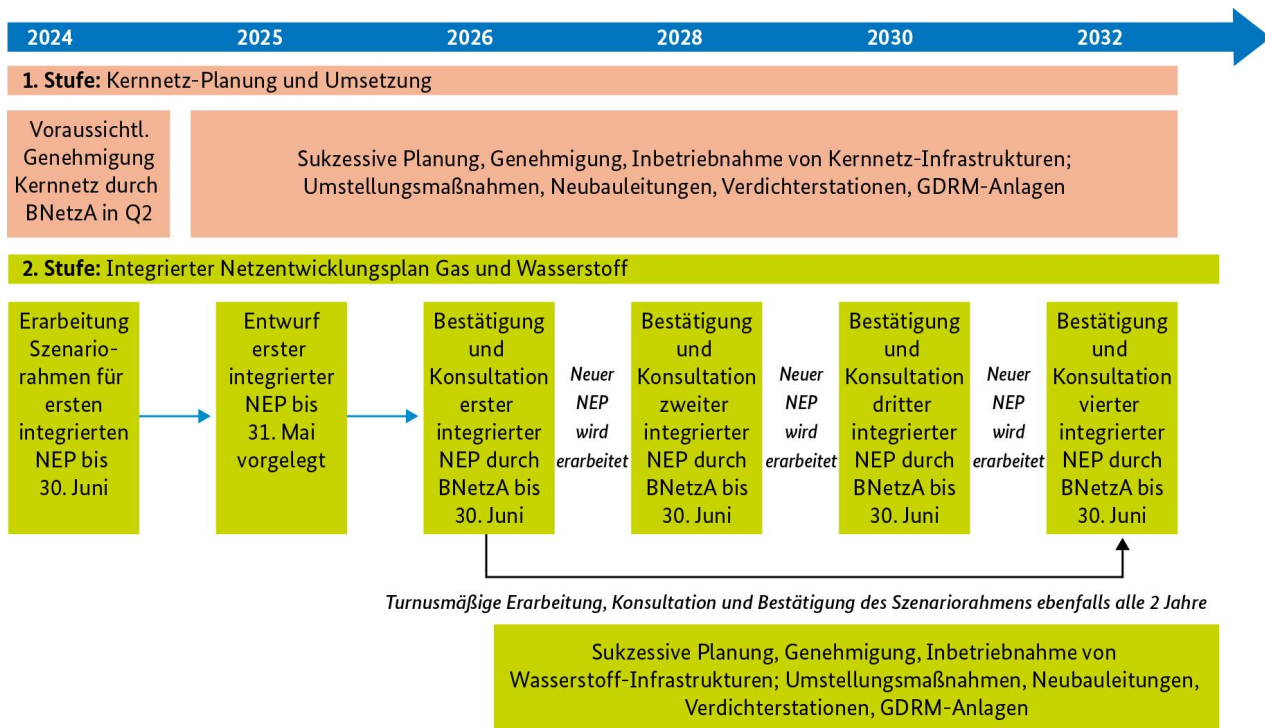 2024 2025 2026 2028 2030 2032
1. Stufe: Kernnetz-Planung und Umsetzung
Voraussichtl.
Genehmigung
Kernnetz durch
BNetzA in Q2
Sukzessive Planung, Genehmigung, Inbetriebnahme von Kernnetz-Infrastrukturen;
Umstellungsmaßnahmen, Neubauleitungen, Verdichterstationen, GDRM-Anlagen
2. Stufe: Integrierter Netzentwicklungsplan Gas und Wasserstoff
Erarbeitung
Szenario-
rahmen für
ersten
integrierten
NEP bis
30. Juni
Entwurf
erster
integrierter
NEP bis
31. Mai
vorgelegt
Bestätigung
und
Konsultation
erster
integrierter
NEP durch
BNetzA bis
30. Juni
Neuer
NEP
wird
erarbeitet
Bestätigung
und
Konsultation
zweiter
integrierter
NEP durch
BNetzA bis
30. Juni
Neuer
NEP
wird
erarbeitet
Bestätigung
und
Konsultation
dritter
integrierter
NEP durch
BNetzA bis
30. Juni
Neuer
NEP
wird
erarbeitet
Bestätigung
und
Konsultation
vierter
integrierter
NEP durch
BNetzA bis
30. Juni
Turnusmäßige Erarbeitung, Konsultation und Bestätigung des Szenariorahmens ebenfalls alle 2 Jahre
Sukzessive Planung, Genehmigung, Inbetriebnahme von
Wasserstoff-Infrastrukturen; Umstellungsmaßnahmen, Neubauleitungen,
Verdichterstationen, GDRM-Anlagen